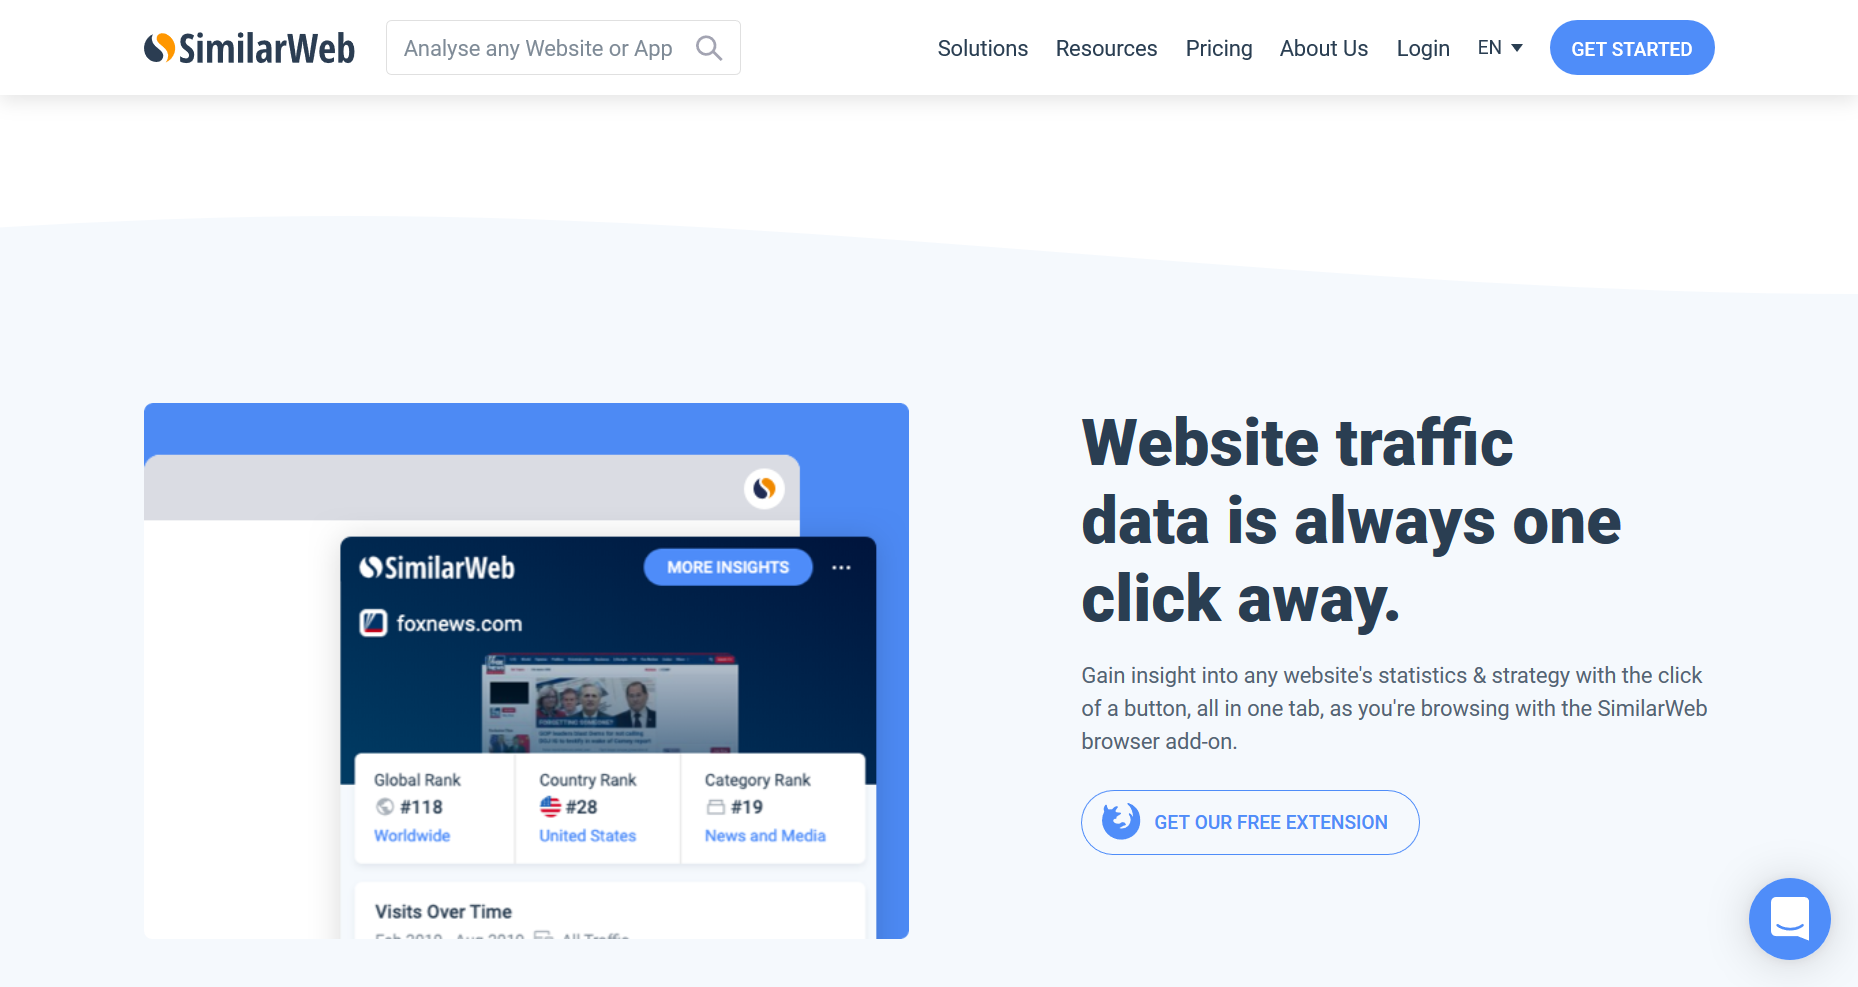 SimilarWeb
Analyse any Website or App
Solutions
Resources
Pricing
About Us
Login
EN
GET STARTED
SimilarWeb
MORE INSIGHTS
foxnews.com
Global Rank
#118
Worldwide
Country Rank
#28
United States
Category Rank
#19
News and Media
Visits Over Time
Website traffic
data is always one
click away.
Gain insight into any website's statistics & strategy with the click
of a button, all in one tab, as you're browsing with the SimilarWeb
browser add-on.
GET OUR FREE EXTENSION